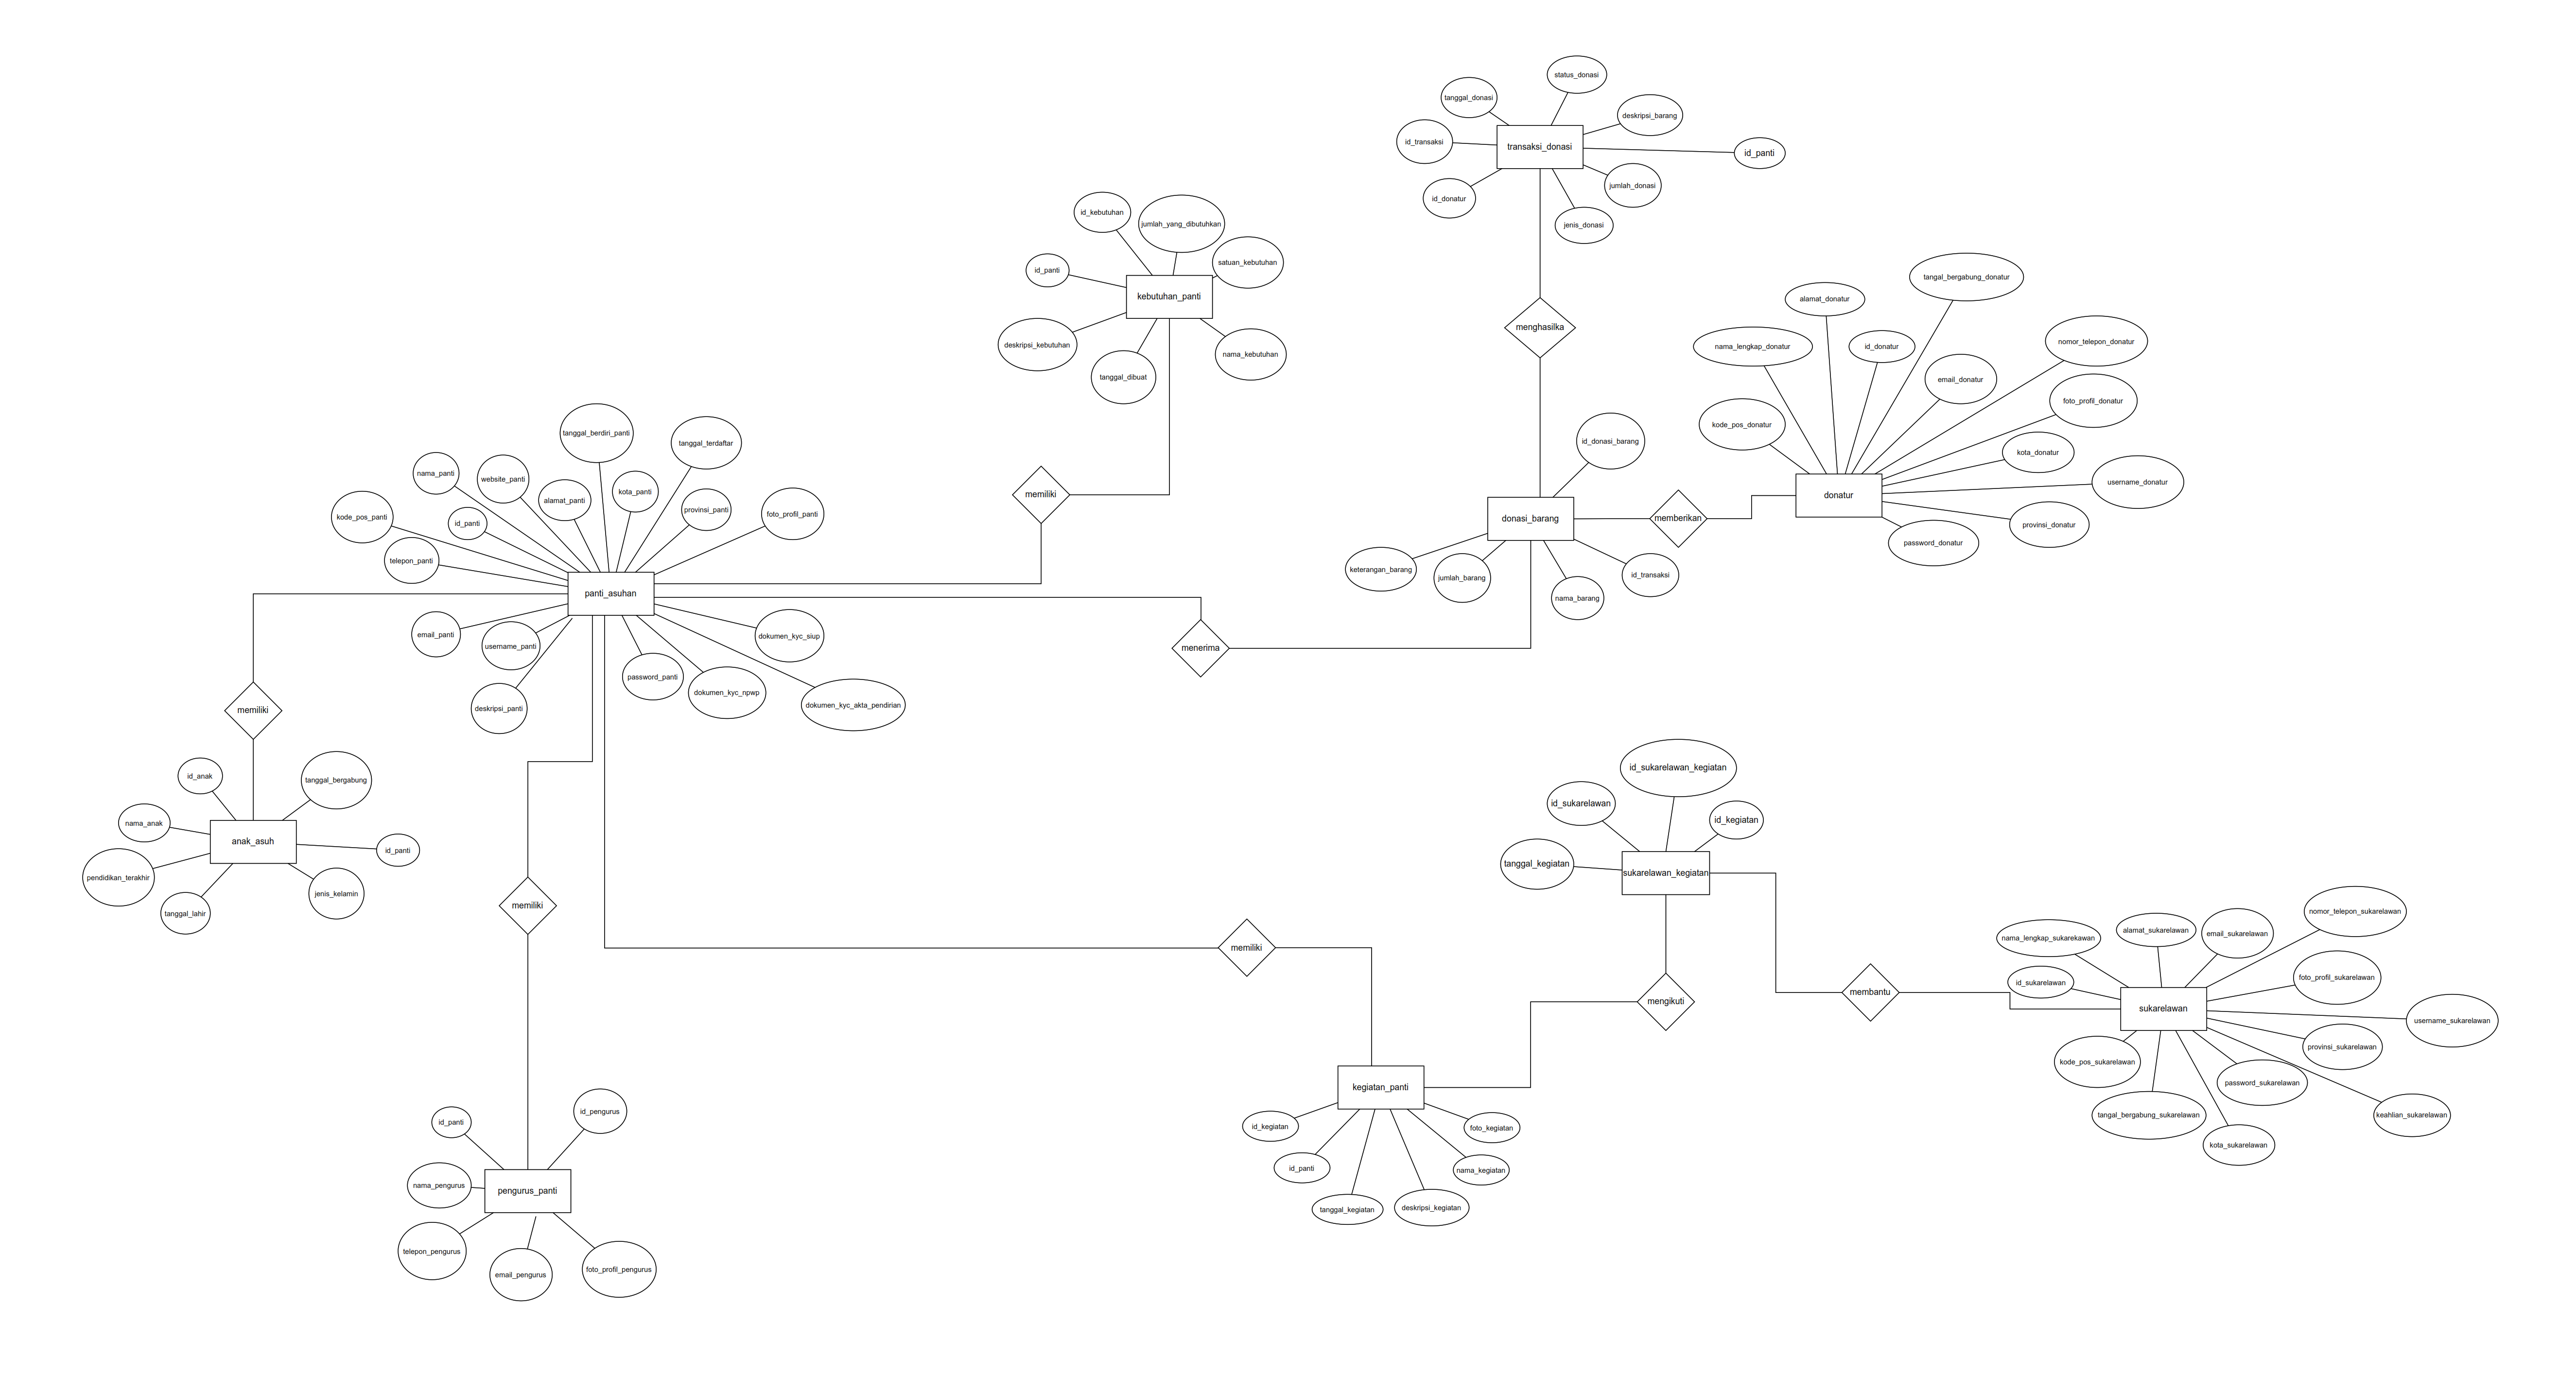 status_donasi
tanggal_donasi
deskripsi_barang
id_transaksi
transaksi_donasi
id_panti
jumlah_donasi
id_donatur
jenis_donasi
id_kebutuhan
jumlah_yang_dibutuhkan
satuan_kebutuhan
id_panti
kebutuhan_panti
deskripsi_kebutuhan
nama_kebutuhan
tanggal_dibuat
menghasilka
tangal_bergabung_donatur
alamat_donatur
nama_lengkap_donatur
id_donatur
nomor_telepon_donatur
email_donatur
foto_profil_donatur
kode_pos_donatur
kota_donatur
username_donatur
donatur
provinsi_donatur
password_donatur
id_donasi_barang
donasi_barang
memberikan
keterangan_barang
jumlah_barang
nama_barang
id_transaksi
tanggal_berdiri_panti
tanggal_terdaftar
nama_panti
website_panti
alamat_panti
kota_panti
provinsi_panti
foto_profil_panti
kode_pos_panti
id_panti
telepon_panti
memiliki
panti_asuhan
email_panti
username_panti
dokumen_kyc_siup
password_panti
dokumen_kyc_npwp
deskripsi_panti
dokumen_kyc_akta_pendirian
menerima
memiliki
id_anak
tanggal_bergabung
nama_anak
anak_asuh
id_panti
pendidikan_terakhir
jenis_kelamin
tanggal_lahir
memiliki
id_sukarelawan_kegiatan
id_sukarelawan
id_kegiatan
tanggal_kegiatan
sukarelawan_kegiatan
memiliki
mengikuti
membantu
nama_lengkap_sukarekawan
alamat_sukarelawan
email_sukarelawan
nomor_telepon_sukarelawan
id_sukarelawan
foto_profil_sukarelawan
sukarelawan
username_sukarelawan
provinsi_sukarelawan
kode_pos_sukarelawan
password_sukarelawan
tangal_bergabung_sukarelawan
keahlian_sukarelawan
kota_sukarelawan
kegiatan_panti
id_kegiatan
foto_kegiatan
id_panti
nama_kegiatan
tanggal_kegiatan
deskripsi_kegiatan
id_panti
id_pengurus
nama_pengurus
pengurus_panti
telepon_pengurus
email_pengurus
foto_profil_pengurus